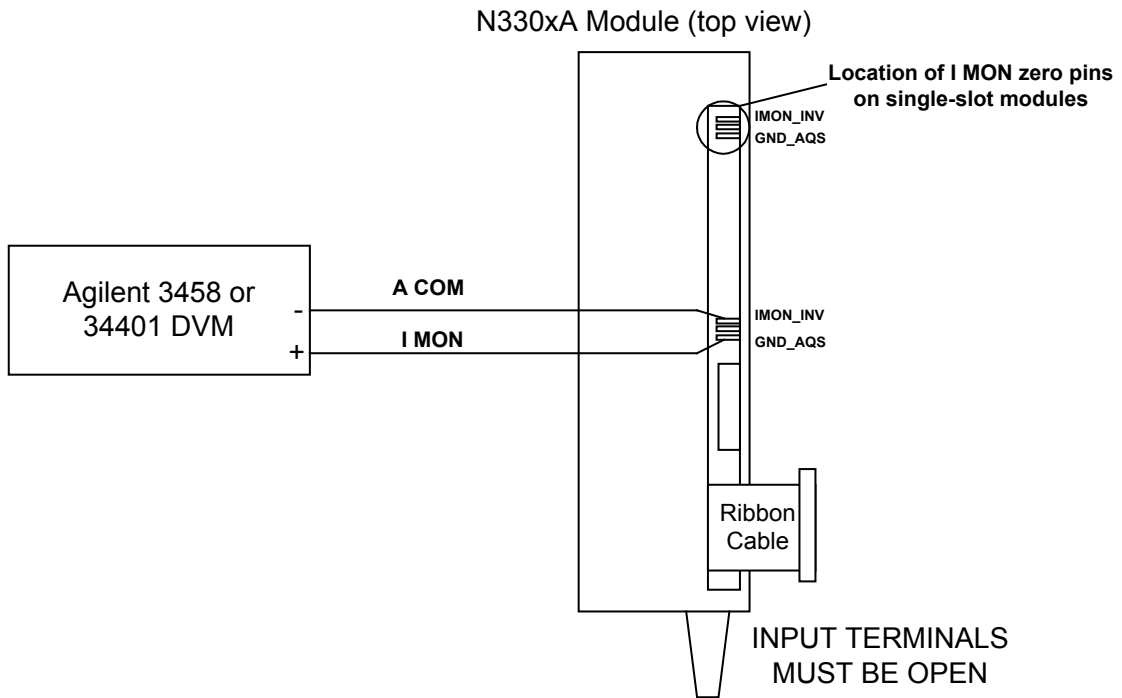 N330xA Module (top view)
Location of I MON zero pins
on single-slot modules
IMON_INV
GND_AQS
Agilent 3458 or
34401 DVM
-
+
A COM
I MON
IMON_INV
GND_AQS
Ribbon
Cable
INPUT TERMINALS
MUST BE OPEN